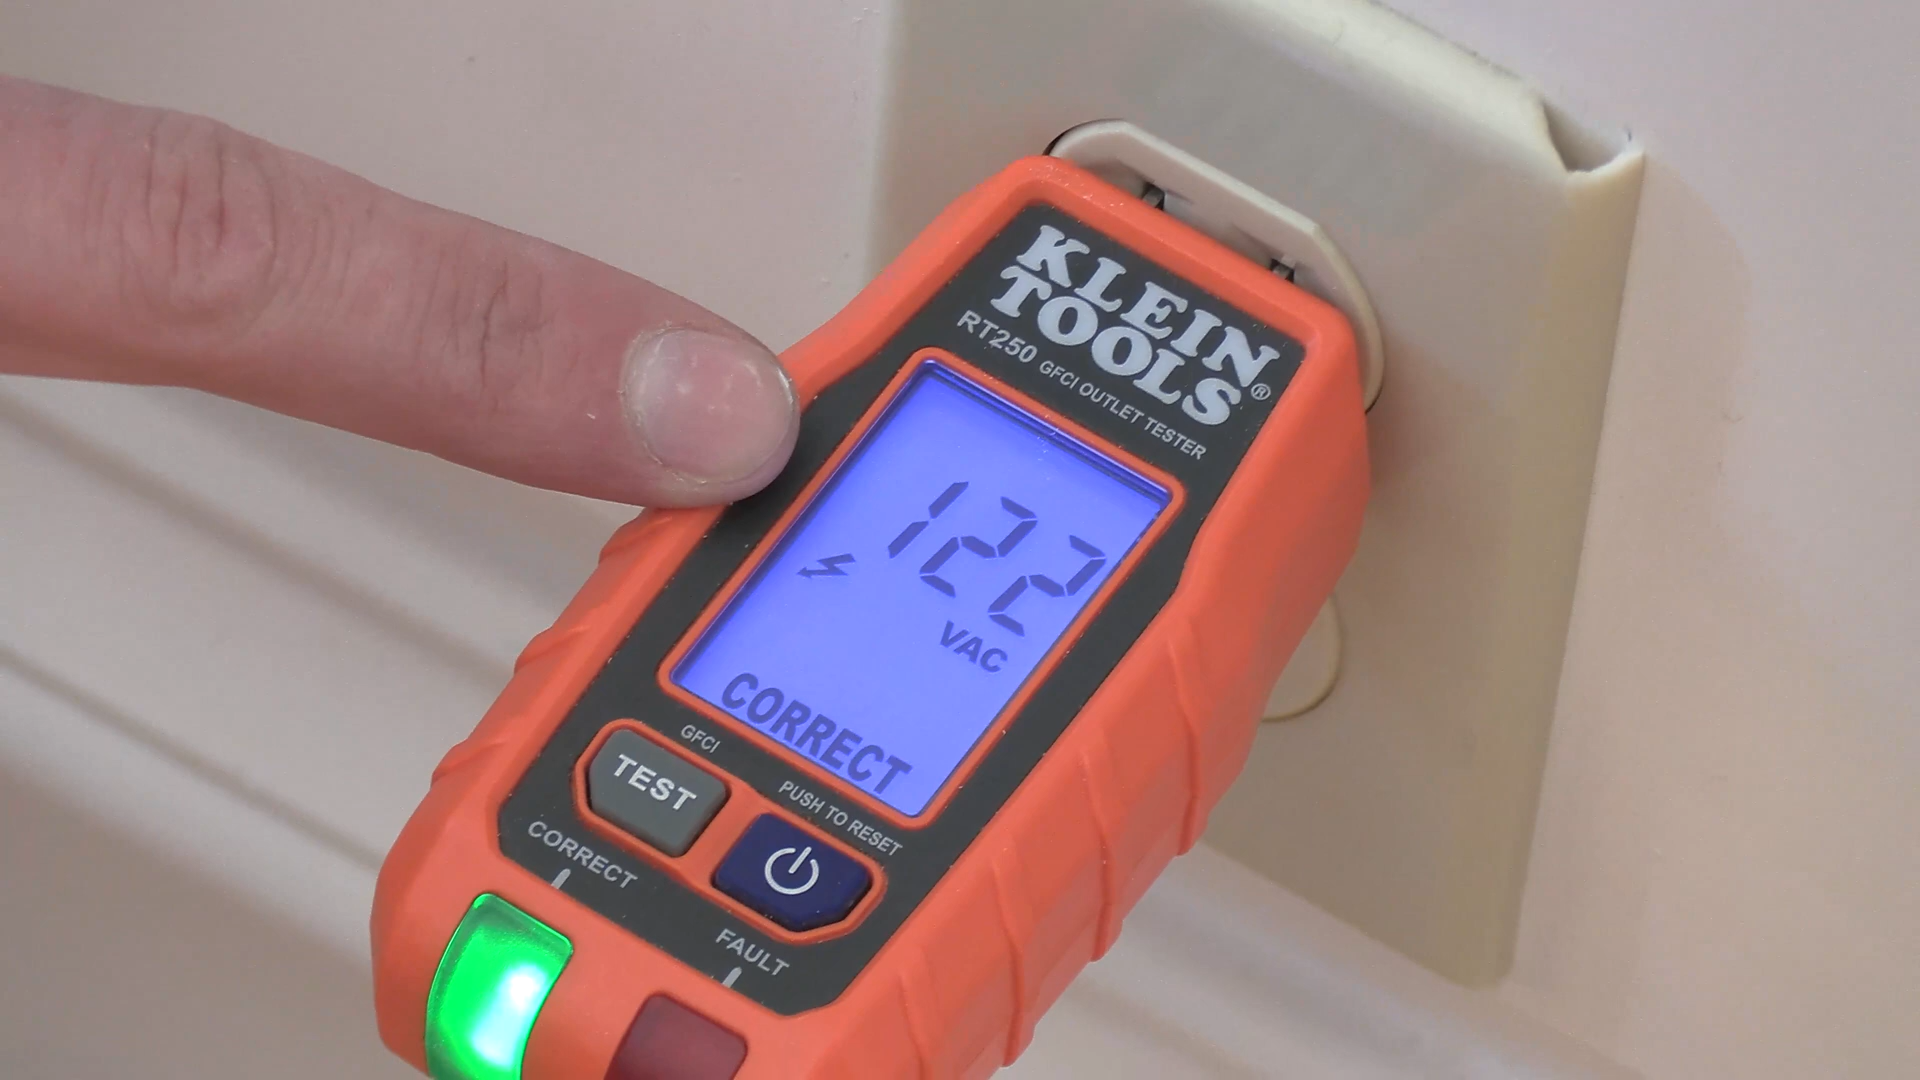 KLEIN
TOOLS®
RT250 GFCI OUTLET TESTER
122
VAC
CORRECT
GFCI
TEST
PUSH TO RESET
CORRECT
FAULT